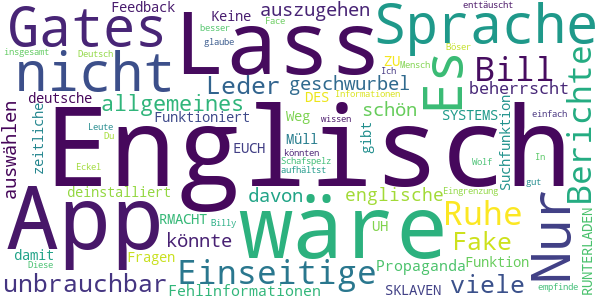 Feedback Keine auszugehen Sprache enttäuscht
Gates Lass besser Face
insgesamt Deutsch glaube ZU Ich Mensch Böser
nicht Leder geschwurbel Es Bill
deutsche DES Informationen beherrscht
auswählen zeitliche allgemeines Weg schön SYSTEMS Suchfunktion Berichte
Funktioniert Müll gibt einfach
Leute EUCH Du wissen
Englisch
könnten Schafspelz Wolf In gut
Eckel deinstalliert davon aufhältst englische Eingrenzung
App RMACHT Billy wäre Ruhe Nur RUNTERLADEN
damit Fragen könnte UH Fake
Diese Propaganda Funktion
unbrauchbar Einseitige viele empfinde
Fehlinformationen SKLAVEN